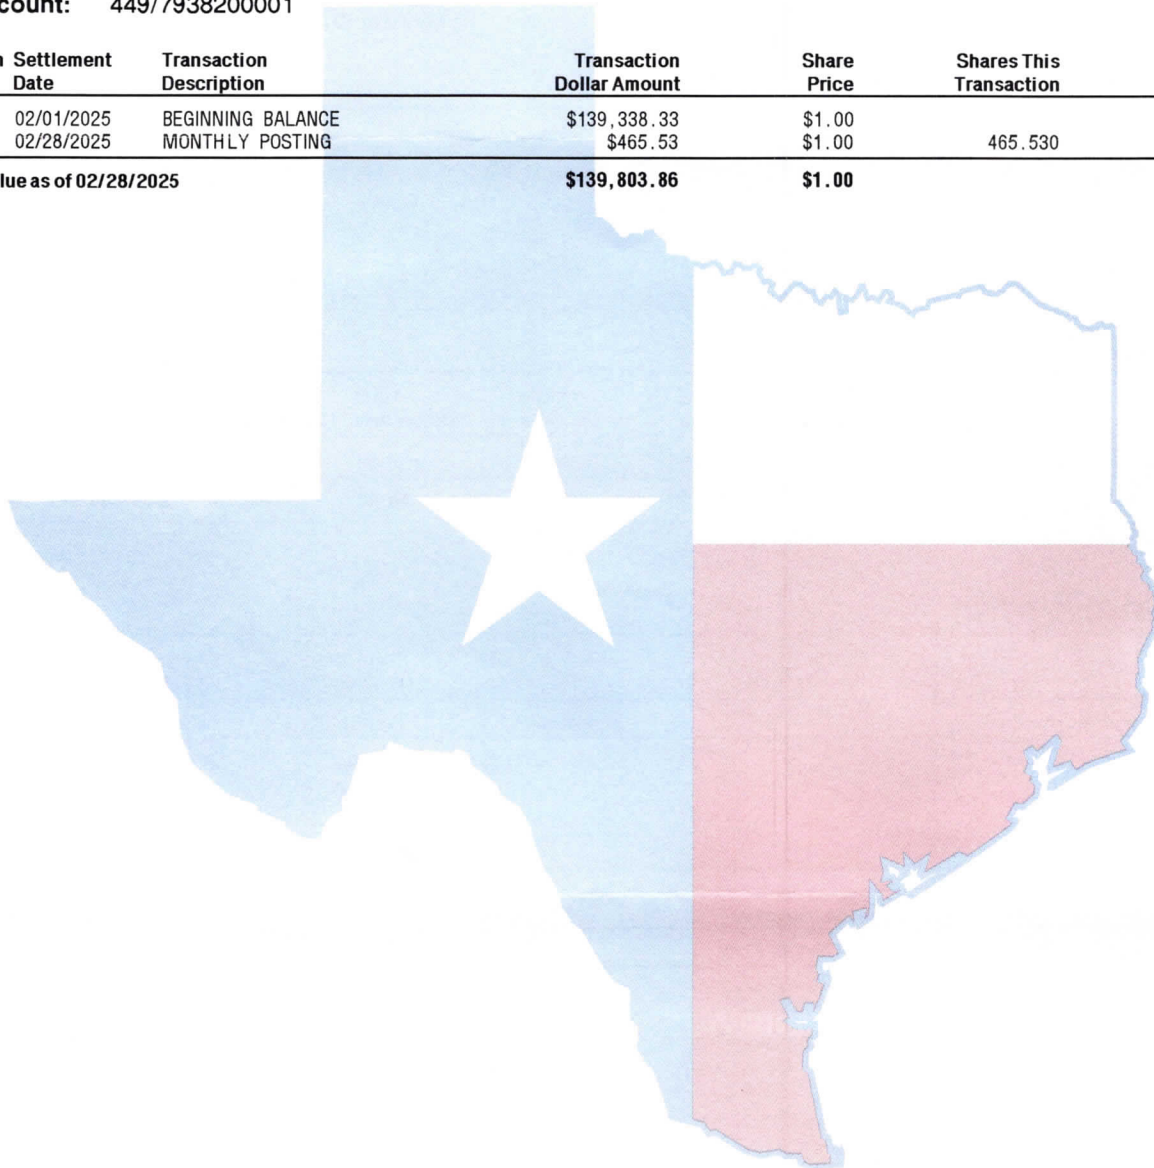 count: 449/7938200001
n Settlement Transaction Transaction Share Shares This
Date Description Dollar Amount Price Transaction
02/01/2025 BEGINNING BALANCE $139,338.33 $1.00
02/28/2025 MONTHLY POSTING $465.53 $1.00 465.530
lue as of 02/28/2025 $139,803.86 $1.00